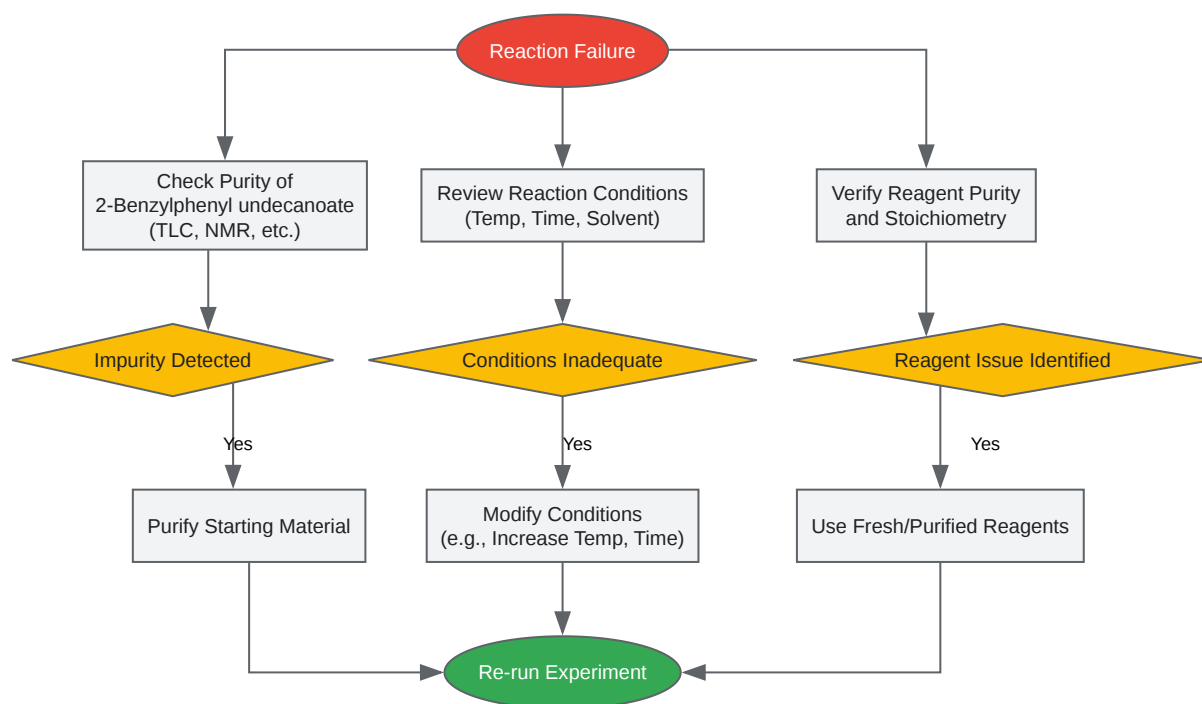 Reaction Failure
Check Purity of
2-Benzylphenyl undecanoate
(TLC, NMR, etc.)
Review Reaction Conditions
(Temp, Time, Solvent)
Verify Reagent Purity
and Stoichiometry
Impurity Detected
Conditions Inadequate
Reagent Issue Identified
Yes
Yes
Yes
Purify Starting Material
Modify Conditions
(e.g., Increase Temp, Time)
Use Fresh/Purified Reagents
Re-run Experiment